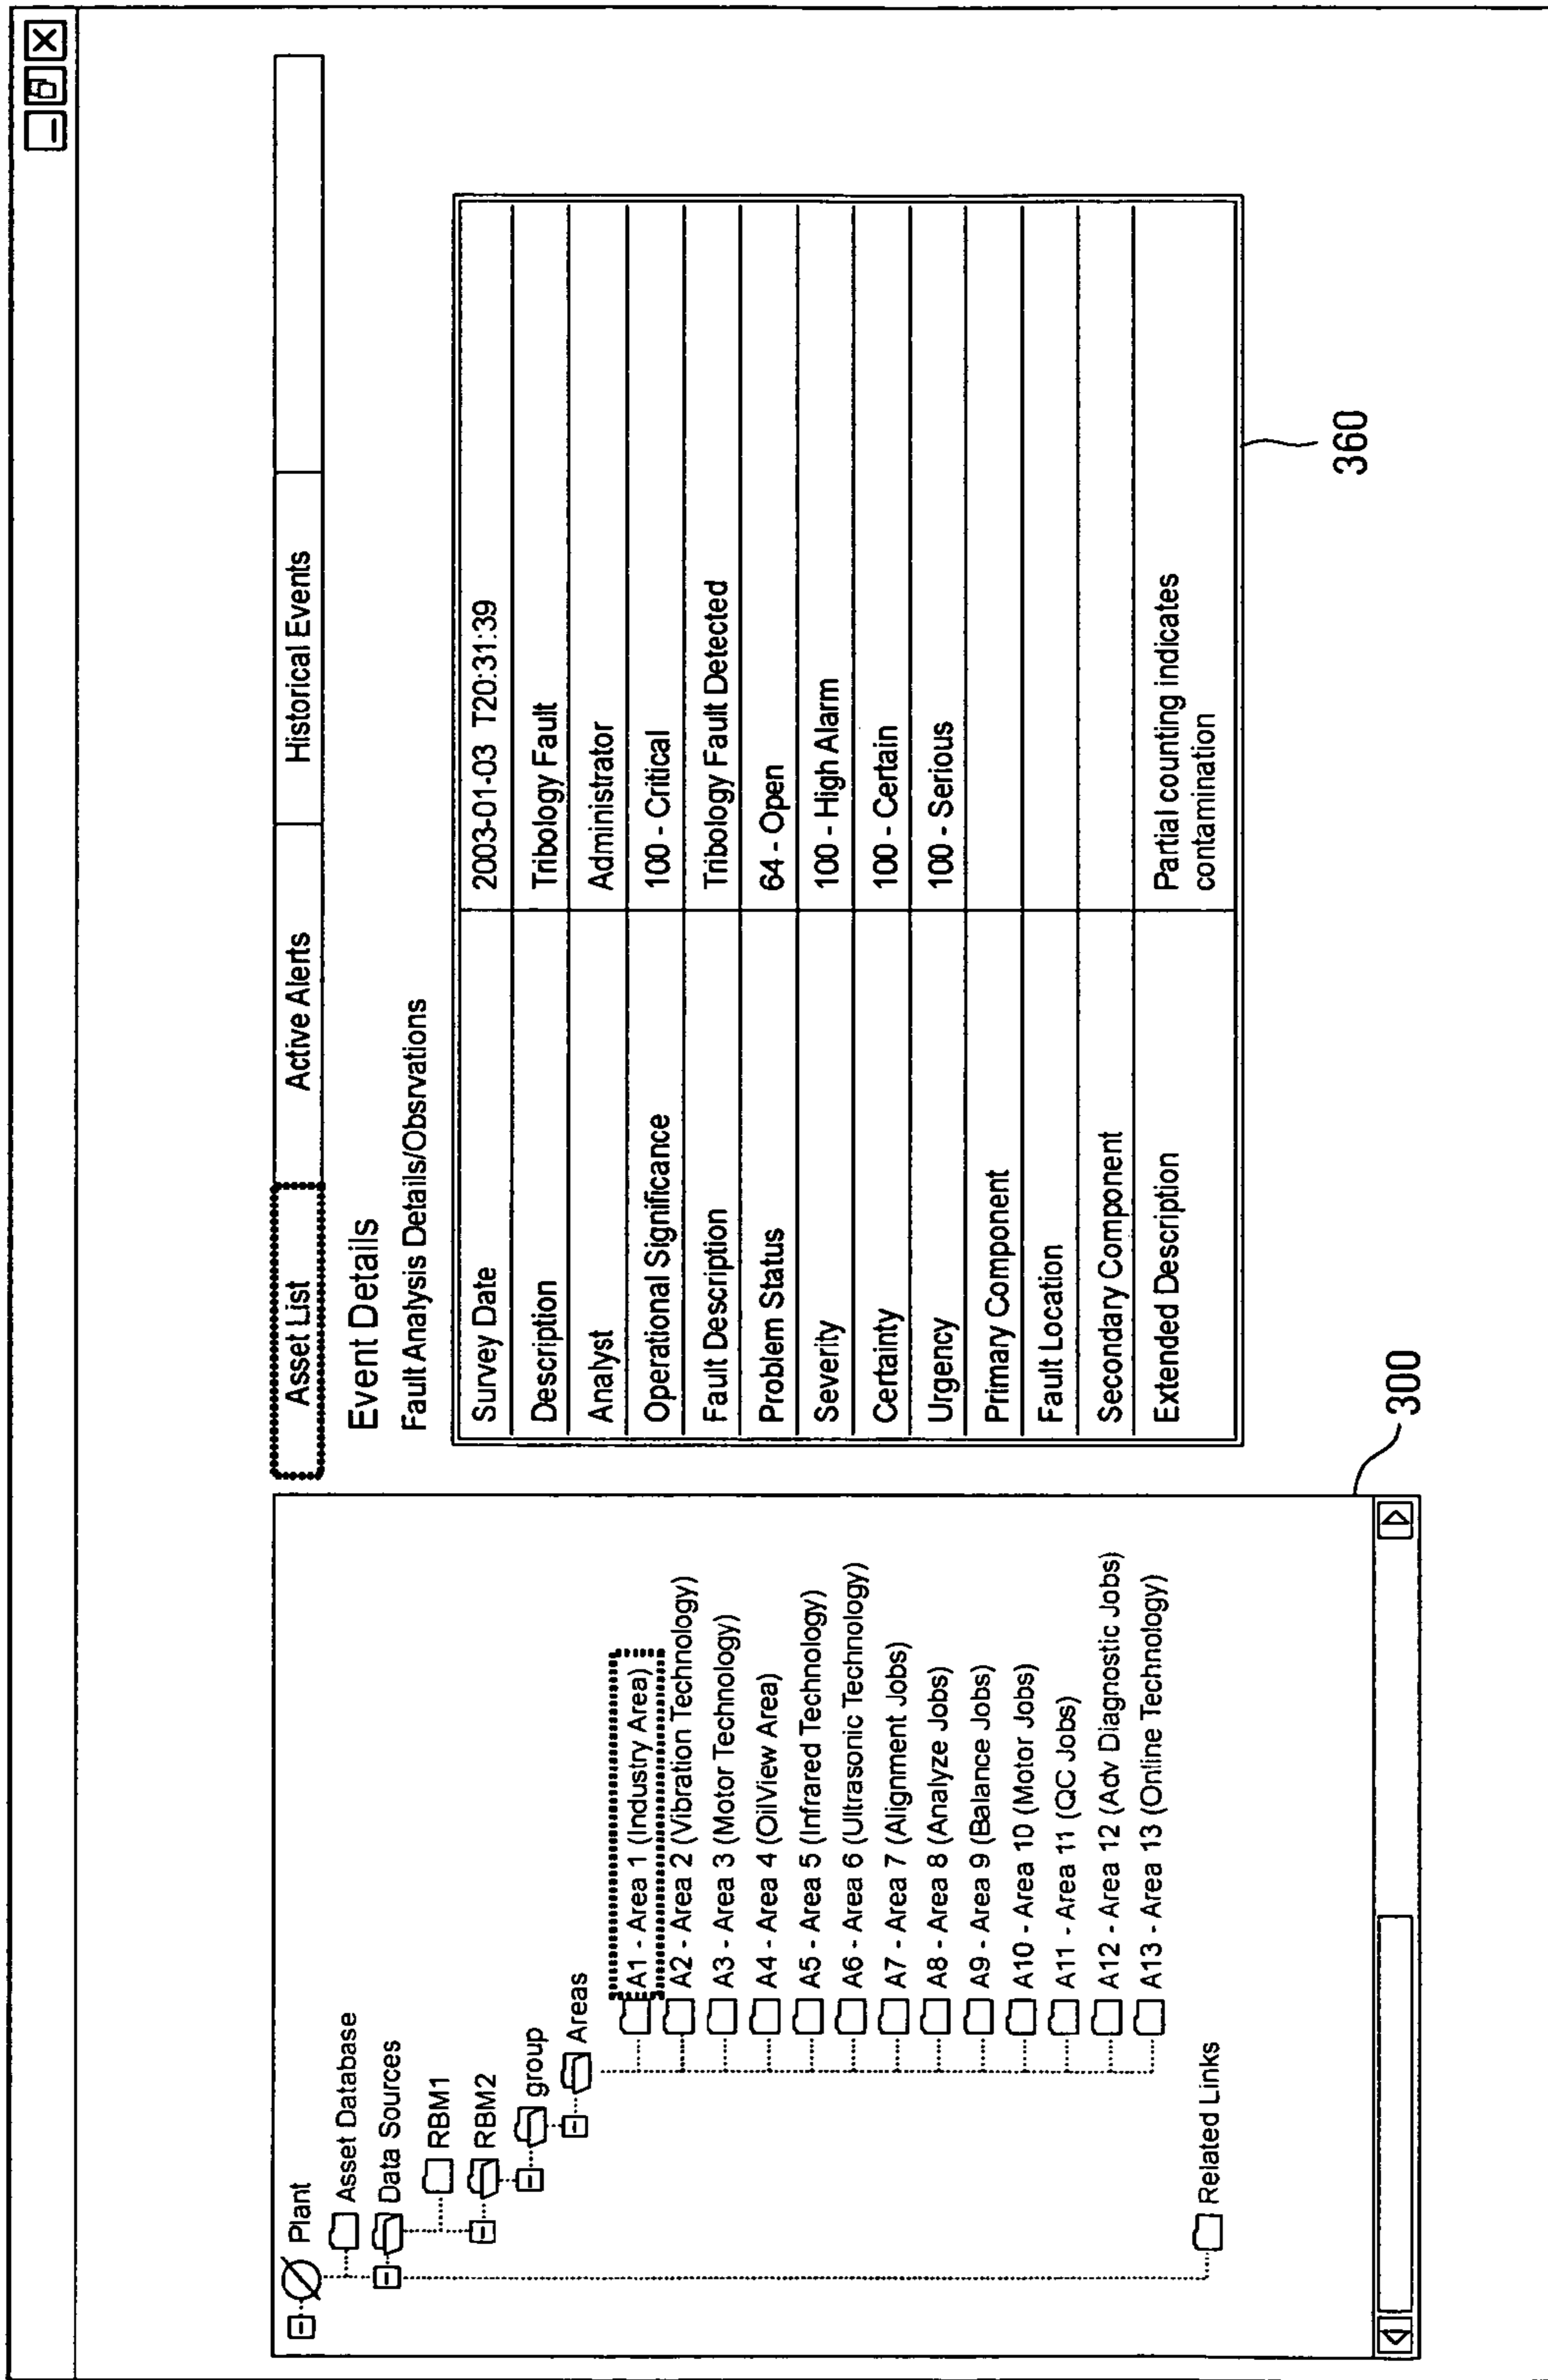 Asset List
Active Alerts
Historical Events
Plant
Asset Database
Data Sources
RBM1
RBM2
group
Areas
A1 - Area 1 (Industry Area)
A2 - Area 2 (Vibration Technology)
A3 - Area 3 (Motor Technology)
A4 - Area 4 (OilView Area)
A5 - Area 5 (Infrared Technology)
A6 - Area 6 (Ultrasonic Technology)
A7 - Area 7 (Alignment Jobs)
A8 - Area 8 (Analyze Jobs)
A9 - Area 9 (Balance Jobs)
A10 - Area 10 (Motor Jobs)
A11 - Area 11 (QC Jobs)
A12 - Area 12 (Adv Diagnostic Jobs)
A13 - Area 13 (Online Technology)
Related Links
300
Event Details
Fault Analysis Details/Obsrvations
Survey Date 2003-01-03 T20:31:39
Description Tribology Fault
Analyst Administrator
Operational Significance 100 - Critical
Fault Description Tribology Fault Detected
Problem Status 64 - Open
Severity 100 - High Alarm
Certainty 100 - Certain
Urgency 100 - Serious
Primary Component
Fault Location
Secondary Component
Extended Description Partial counting indicates
contamination
360